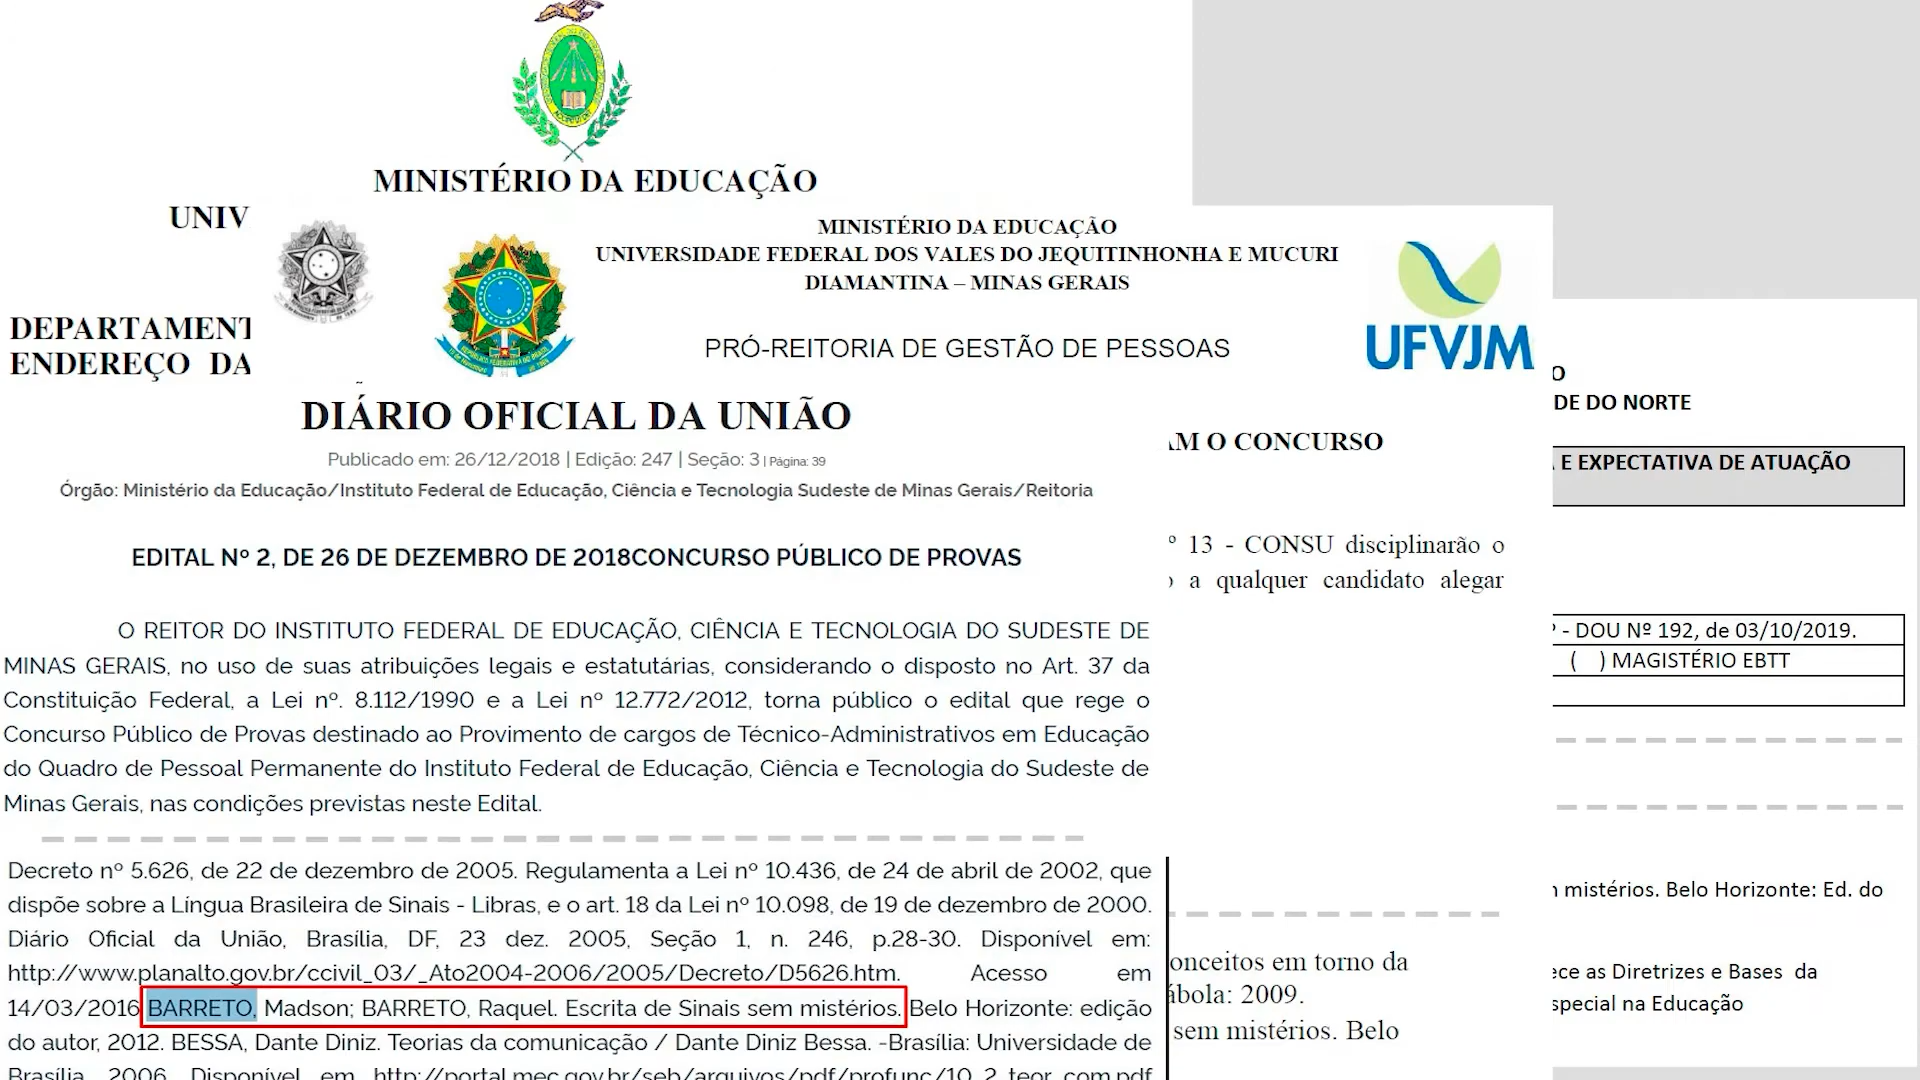 MINISTÉRIO DA EDUCAÇÃO
UNIV
DEPARTAMENT
ENDEREÇO DA
MINISTÉRIO DA EDUCAÇÃO
UNIVERSIDADE FEDERAL DOS VALES DO JEQUITINHONHA E MUCURI
DIAMANTINA – MINAS GERAIS
PRÓ-REITORIA DE GESTÃO DE PESSOAS
UFVJM
DIÁRIO OFICIAL DA UNIÃO
Publicado em: 26/12/2018 | Edição: 247 | Seção: 3 | Página: 39
Órgão: Ministério da Educação/Instituto Federal de Educação, Ciência e Tecnologia Sudeste de Minas Gerais/Reitoria
EDITAL Nº 2, DE 26 DE DEZEMBRO DE 2018CONCURSO PÚBLICO DE PROVAS
O REITOR DO INSTITUTO FEDERAL DE EDUCAÇÃO, CIÊNCIA E TECNOLOGIA DO SUDESTE DE
MINAS GERAIS, no uso de suas atribuições legais e estatutárias, considerando o disposto no Art. 37 da
Constituição Federal, a Lei nº. 8.112/1990 e a Lei nº 12.772/2012, torna público o edital que rege o
Concurso Público de Provas destinado ao Provimento de cargos de Técnico-Administrativos em Educação
do Quadro de Pessoal Permanente do Instituto Federal de Educação, Ciência e Tecnologia do Sudeste de
Minas Gerais, nas condições previstas neste Edital.
Decreto nº 5.626, de 22 de dezembro de 2005. Regulamenta a Lei nº 10.436, de 24 de abril de 2002, que
dispõe sobre a Língua Brasileira de Sinais - Libras, e o art. 18 da Lei nº 10.098, de 19 de dezembro de 2000.
Diário Oficial da União, Brasília, DF, 23 dez. 2005, Seção 1, n. 246, p.28-30. Disponível em:
http://www.planalto.gov.br/ccivil_03/_Ato2004-2006/2005/Decreto/D5626.htm. Acesso em
14/03/2016 BARRETO, Madson; BARRETO, Raquel. Escrita de Sinais sem mistérios. Belo Horizonte: edição
do autor, 2012. BESSA, Dante Diniz. Teorias da comunicação / Dante Diniz Bessa. -Brasília: Universidade de
Brasília, 2006. Disponível em http://portal.mec.gov.br/seb/arquivos/pdf/profunc/10_2_teor_com.pdf
AM O CONCURSO
º 13 - CONSU disciplinarão o
a qualquer candidato alegar
onceitos em torno da
ábola: 2009.
sem mistérios. Belo
O
DE DO NORTE
E EXPECTATIVA DE ATUAÇÃO
P - DOU Nº 192, de 03/10/2019.
( ) MAGISTÉRIO EBTT
mistérios. Belo Horizonte: Ed. do
ece as Diretrizes e Bases da
special na Educação